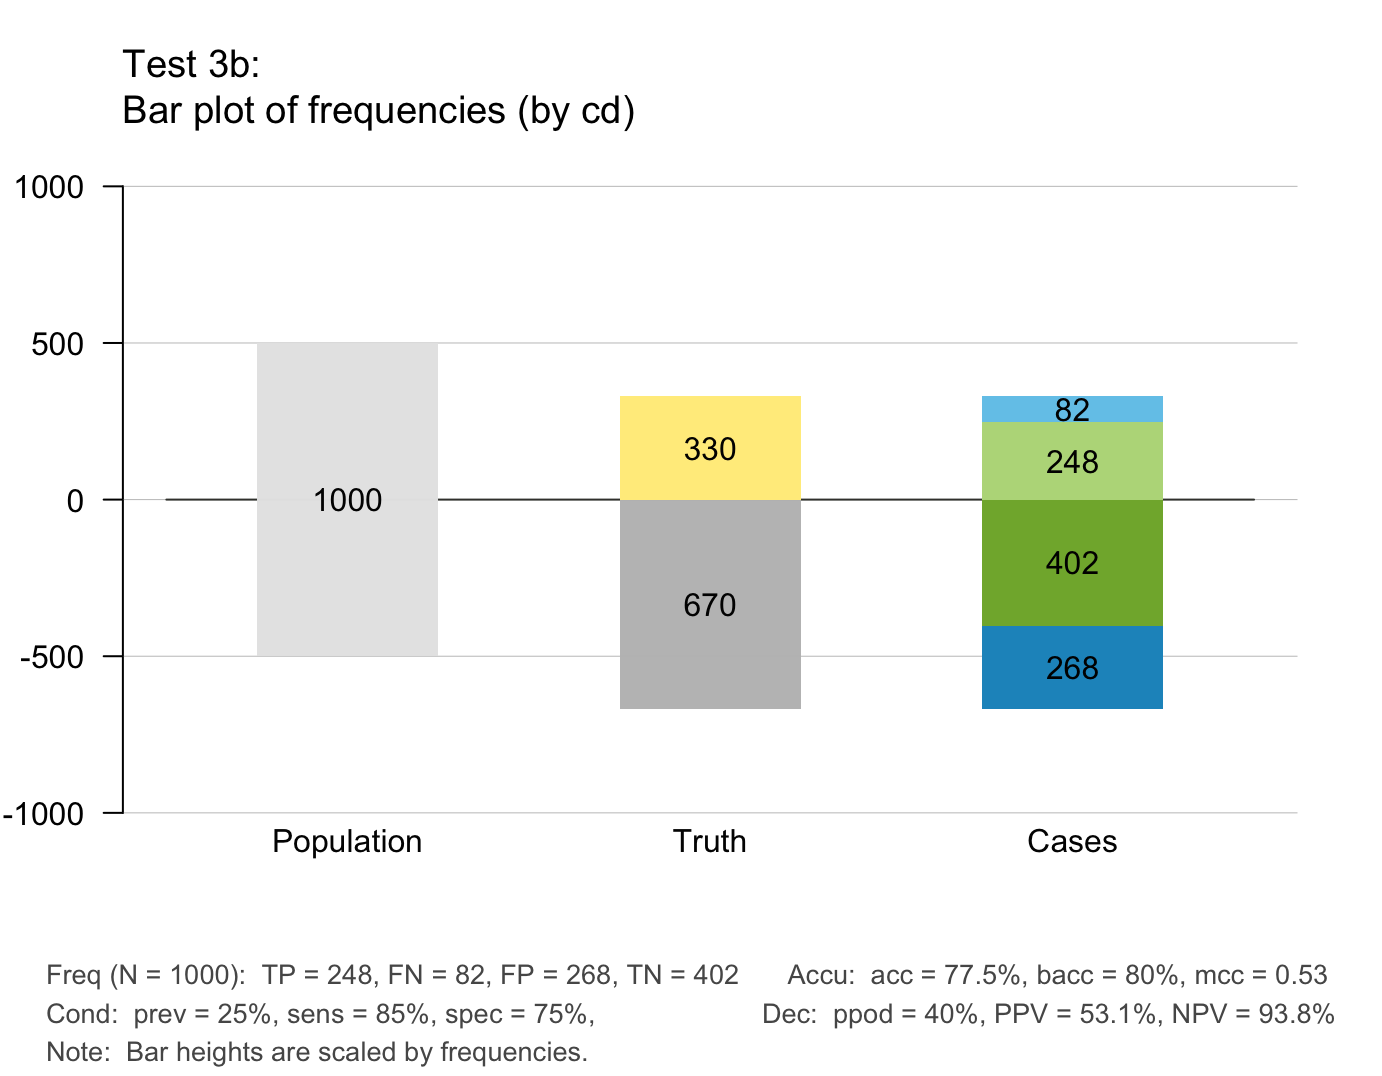 Test 3b:
Bar plot of frequencies (by cd)
1000
500
0
-500
-1000
1000
330
670
82
248
402
268
Population
Truth
Cases
Freq (N = 1000):  TP = 248, FN = 82, FP = 268, TN = 402
Accu:  acc = 77.5%, bacc = 80%, mcc = 0.53
Cond:  prev = 25%, sens = 85%, spec = 75%,
Dec:  ppod = 40%, PPV = 53.1%, NPV = 93.8%
Note:  Bar heights are scaled by frequencies.